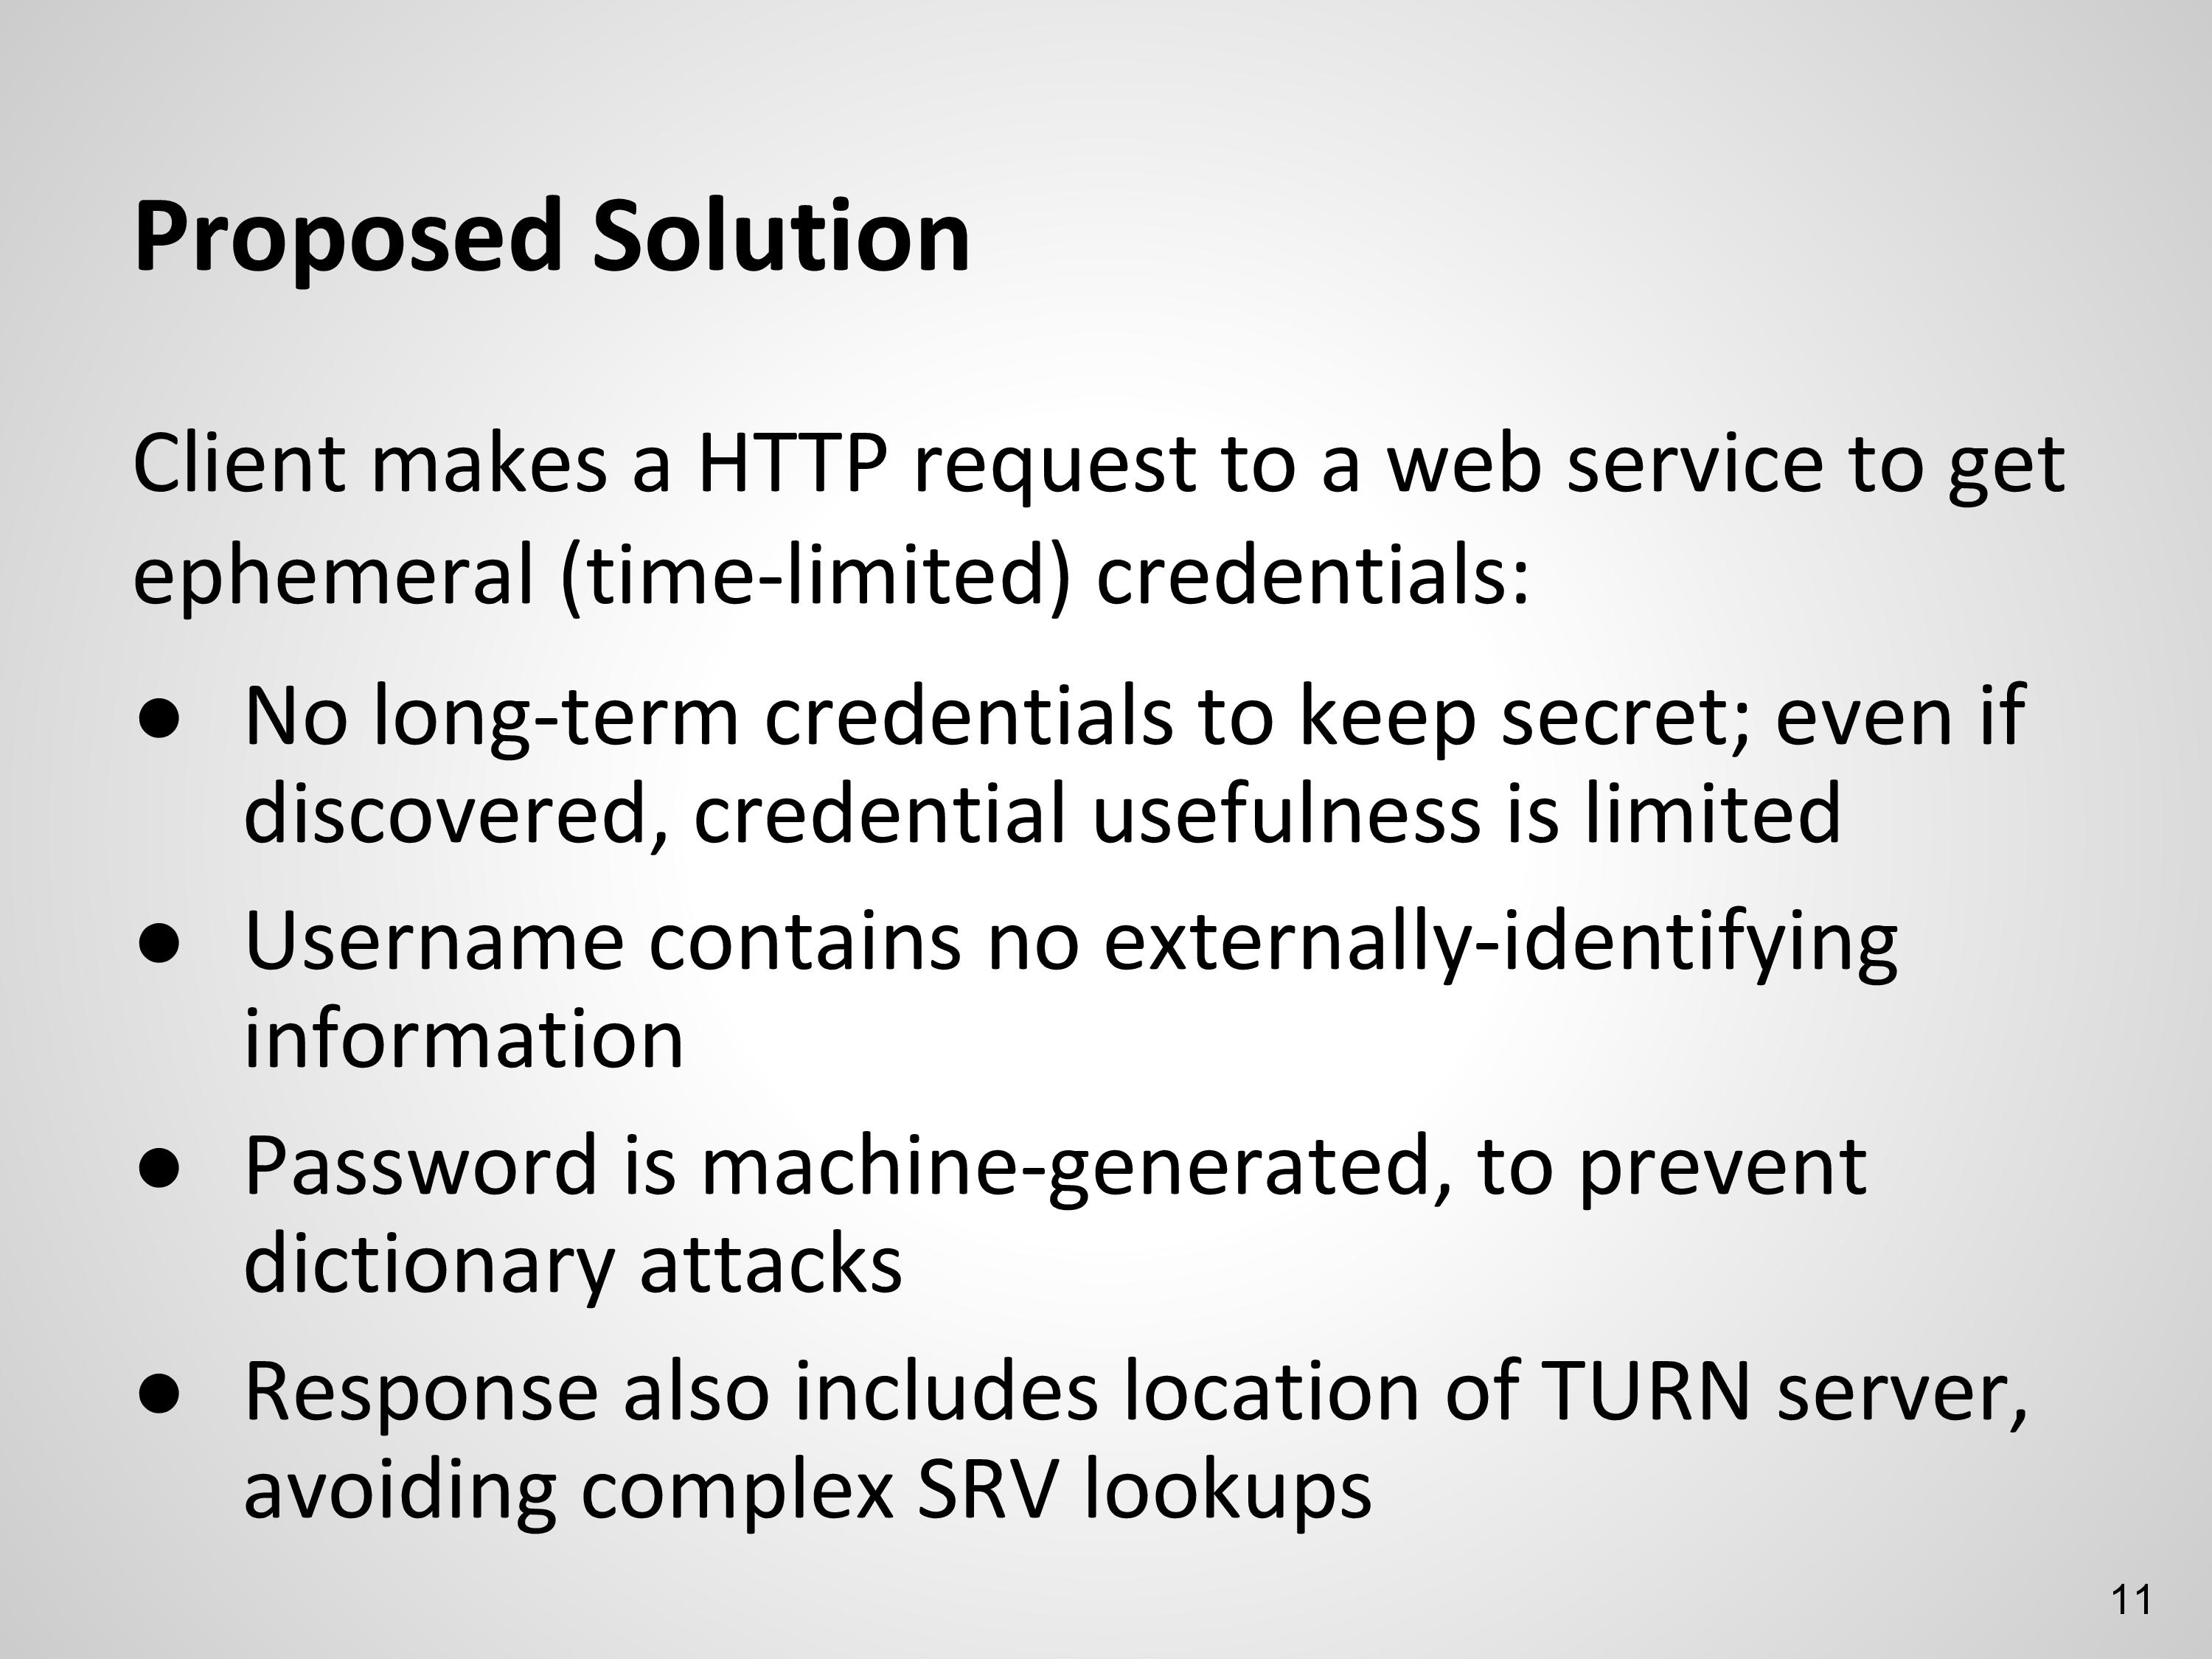 Proposed Solution
Client makes a HTTP request to a web service to get
ephemeral (time-limited) credentials:
● No long-term credentials to keep secret; even if
discovered, credential usefulness is limited
● Username contains no externally-identifying
information
● Password is machine-generated, to prevent
dictionary attacks
● Response also includes location of TURN server,
avoiding complex SRV lookups
11